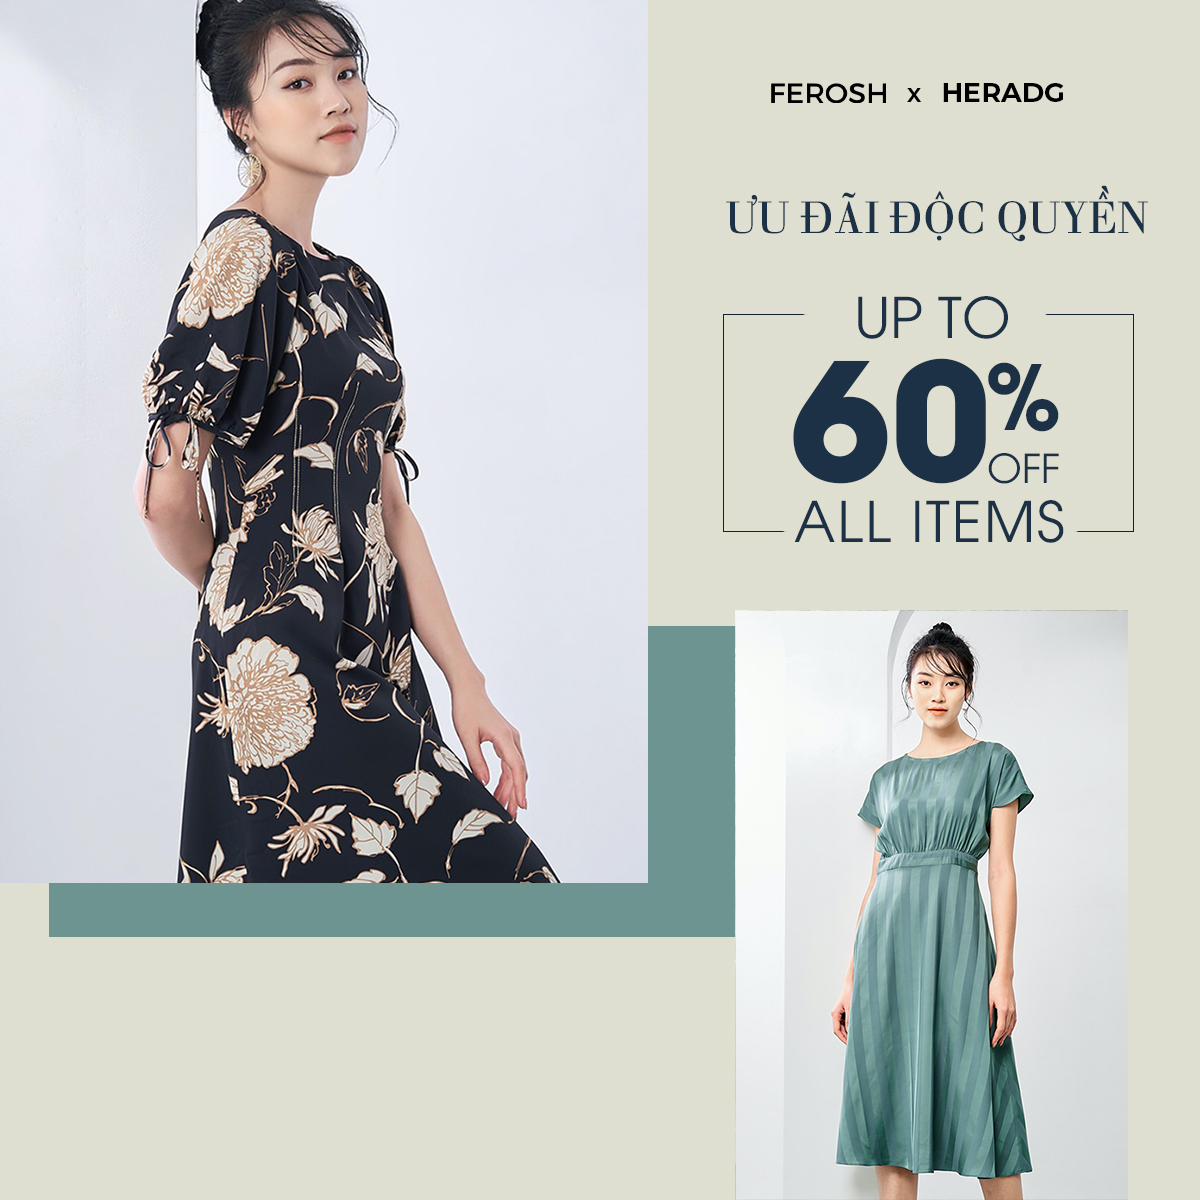 FEROSH x HERADG
ƯU ĐÃI ĐỘC QUYỀN
UP TO
60%
OFF
ALL ITEMS